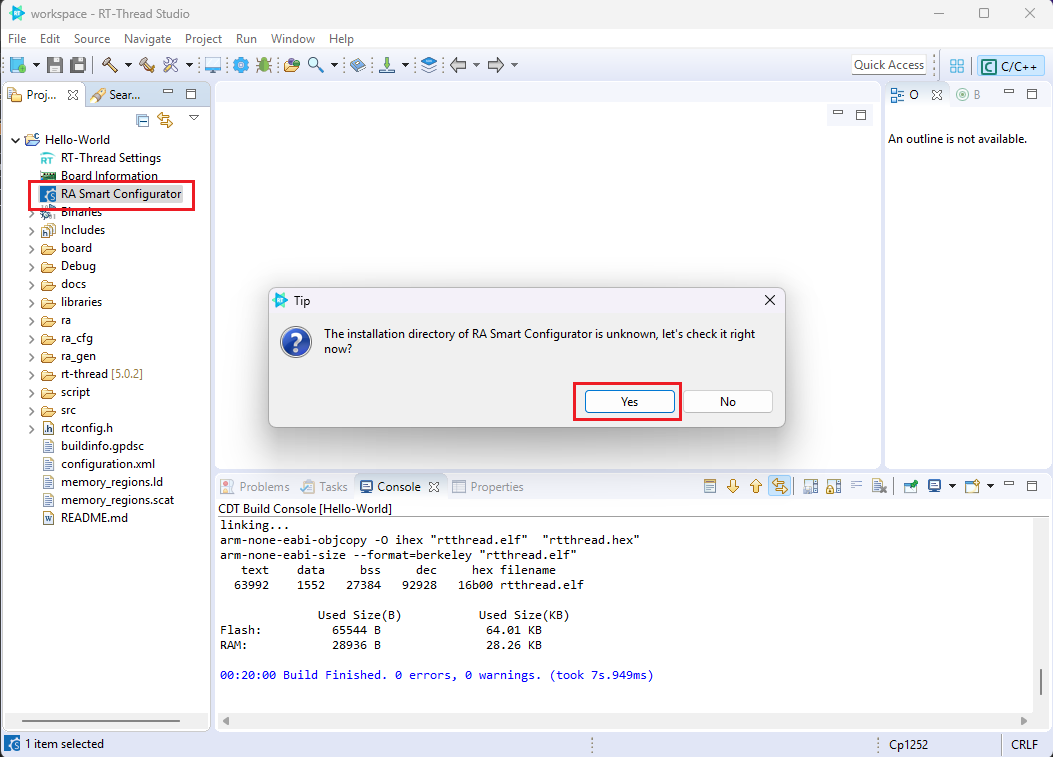 workspace - RT-Thread Studio
File Edit Source Navigate Project Run Window Help
Quick Access
C/C++
Proj...
Sear...
Hello-World
RT-Thread Settings
Board Information
RA Smart Configurator
Binaries
Includes
board
Debug
docs
libraries
ra
ra_cfg
ra_gen
rt-thread [5.0.2]
script
src
rtconfig.h
buildinfo.gpdsc
configuration.xml
memory_regions.ld
memory_regions.scat
README.md
O
B
An outline is not available.
Tip
The installation directory of RA Smart Configurator is unknown, let's check it right
now?
Yes
No
Problems Tasks Console Properties
CDT Build Console [Hello-World]
linking...
arm-none-eabi-objcopy -O ihex "rtthread.elf"  "rtthread.hex"
arm-none-eabi-size --format=berkeley "rtthread.elf"
text data bss dec hex filename
63992 1552 27384 92928 16b00 rtthread.elf
Used Size(B) Used Size(KB)
Flash: 65544 B 64.01 KB
RAM: 28936 B 28.26 KB
00:20:00 Build Finished. 0 errors, 0 warnings. (took 7s.949ms)
1 item selected
Cp1252
CRLF